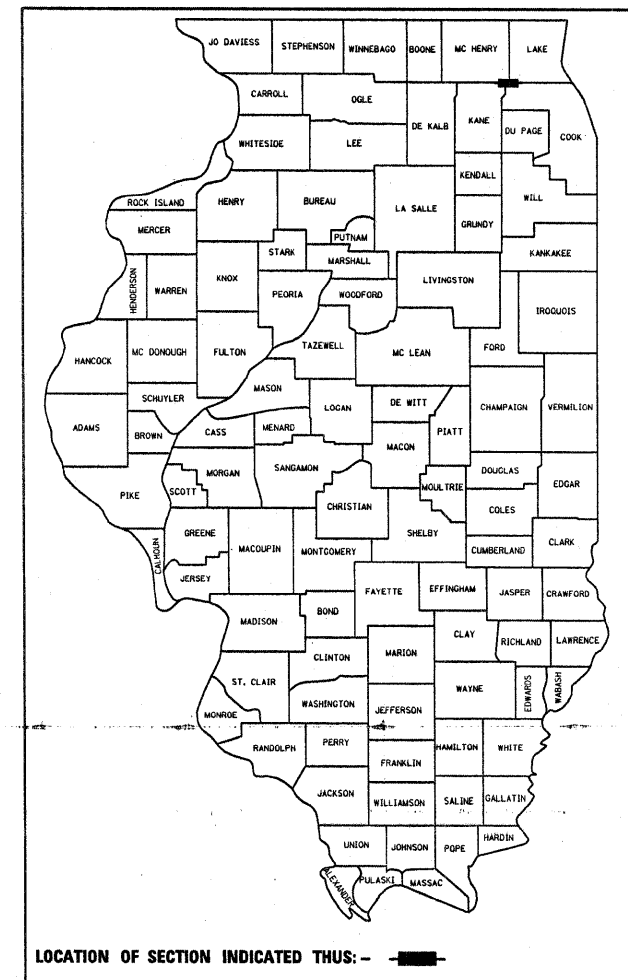 JO DAVIESS STEPHENSON WINNEBAGO BOONE MC HENRY LAKE
CARROLL OGLE DE KALB KANE DU PAGE COOK
WHITESIDE LEE
KENDALL WILL
ROCK ISLAND HENRY BUREAU LA SALLE GRUNDY
MERCER PUTNAM
STARK MARSHALL KANKAKEE
HENDERSON WARREN KNOX PEORIA WOODFORD LIVINGSTON
IROQUOIS
HANCOCK MC DONOUGH FULTON TAZEWELL MC LEAN FORD
MASON
SCHUYLER LOGAN DE WITT CHAMPAIGN VERMILION
ADAMS BROWN CASS MENARD MACON PIATT
PIKE SCOTT MORGAN SANGAMON MOULTRIE DOUGLAS EDGAR
CHRISTIAN COLES
GREENE MACOUPIN MONTGOMERY SHELBY CUMBERLAND CLARK
CALHOUN JERSEY
FAYETTE EFFINGHAM JASPER CRAWFORD
MADISON BOND
CLAY RICHLAND LAWRENCE
CLINTON MARION
ST. CLAIR WAYNE EDWARDS WABASH
MONROE WASHINGTON JEFFERSON
RANDOLPH PERRY HAMILTON WHITE
FRANKLIN
JACKSON WILLIAMSON SALINE GALLATIN
UNION JOHNSON POPE HARDIN
ALEXANDER PULASKI MASSAC
LOCATION OF SECTION INDICATED THUS: -